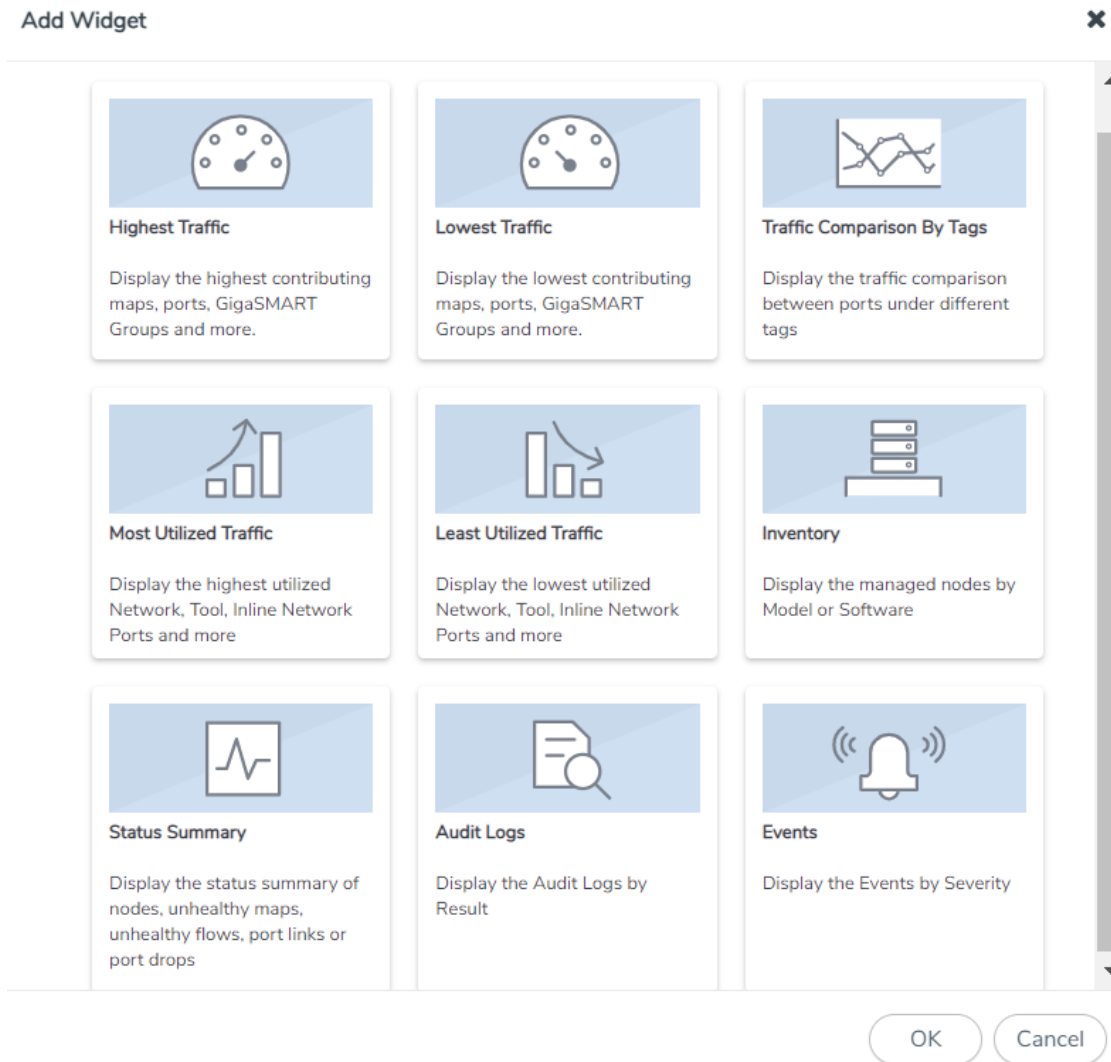 Add Widget
Highest Traffic
Display the highest contributing
maps, ports, GigaSMART
Groups and more.
Lowest Traffic
Display the lowest contributing
maps, ports, GigaSMART
Groups and more.
Traffic Comparison By Tags
Display the traffic comparison
between ports under different
tags
Most Utilized Traffic
Display the highest utilized
Network, Tool, Inline Network
Ports and more
Least Utilized Traffic
Display the lowest utilized
Network, Tool, Inline Network
Ports and more
Inventory
Display the managed nodes by
Model or Software
Status Summary
Display the status summary of
nodes, unhealthy maps,
unhealthy flows, port links or
port drops
Audit Logs
Display the Audit Logs by
Result
Events
Display the Events by Severity
OK
Cancel